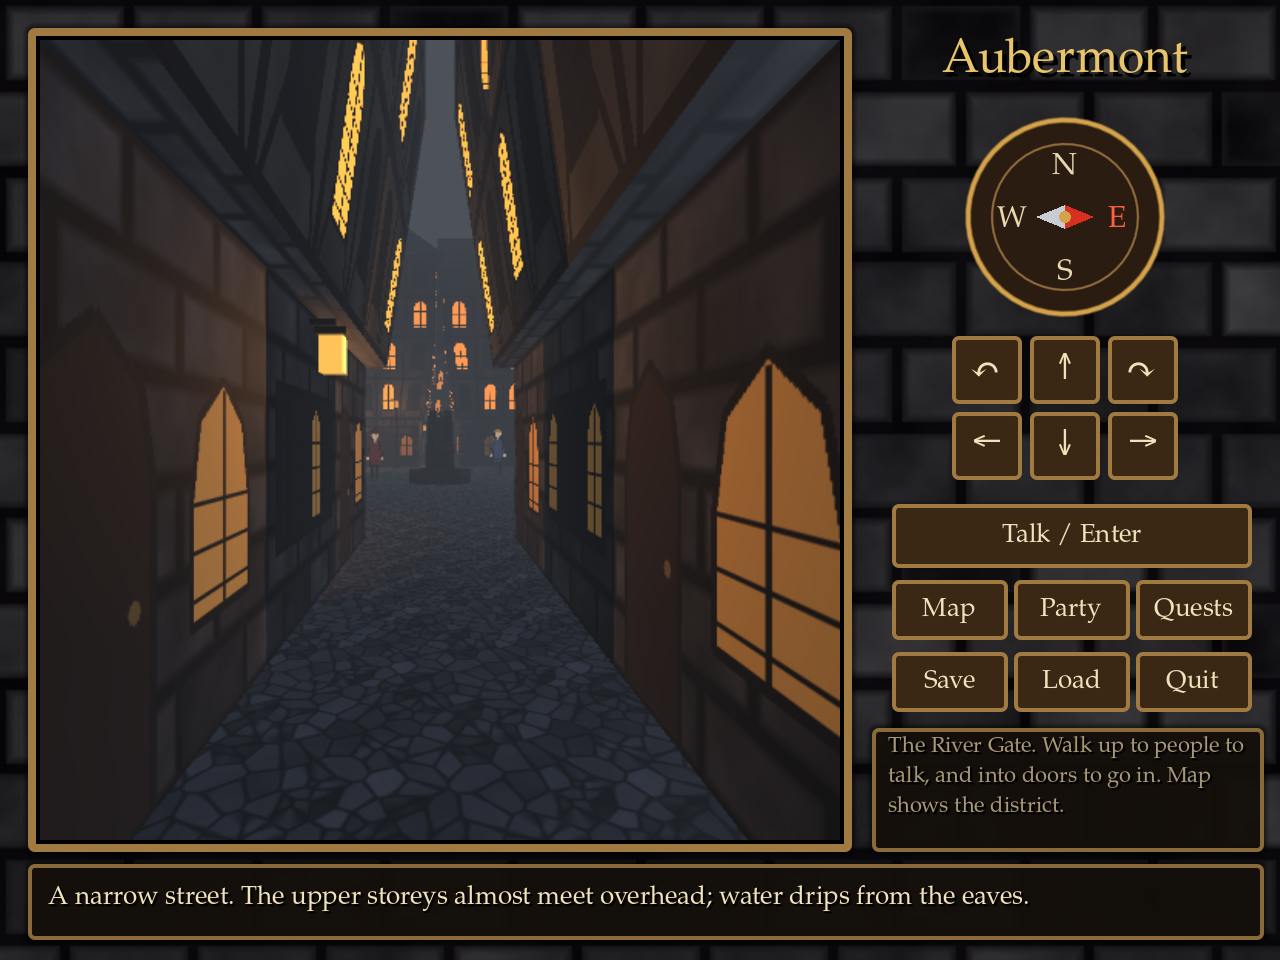 Aubermont
N
W E
S
Talk / Enter
Map Party Quests
Save Load Quit
The River Gate. Walk up to people to
talk, and into doors to go in. Map
shows the district.
A narrow street. The upper storeys almost meet overhead; water drips from the eaves.